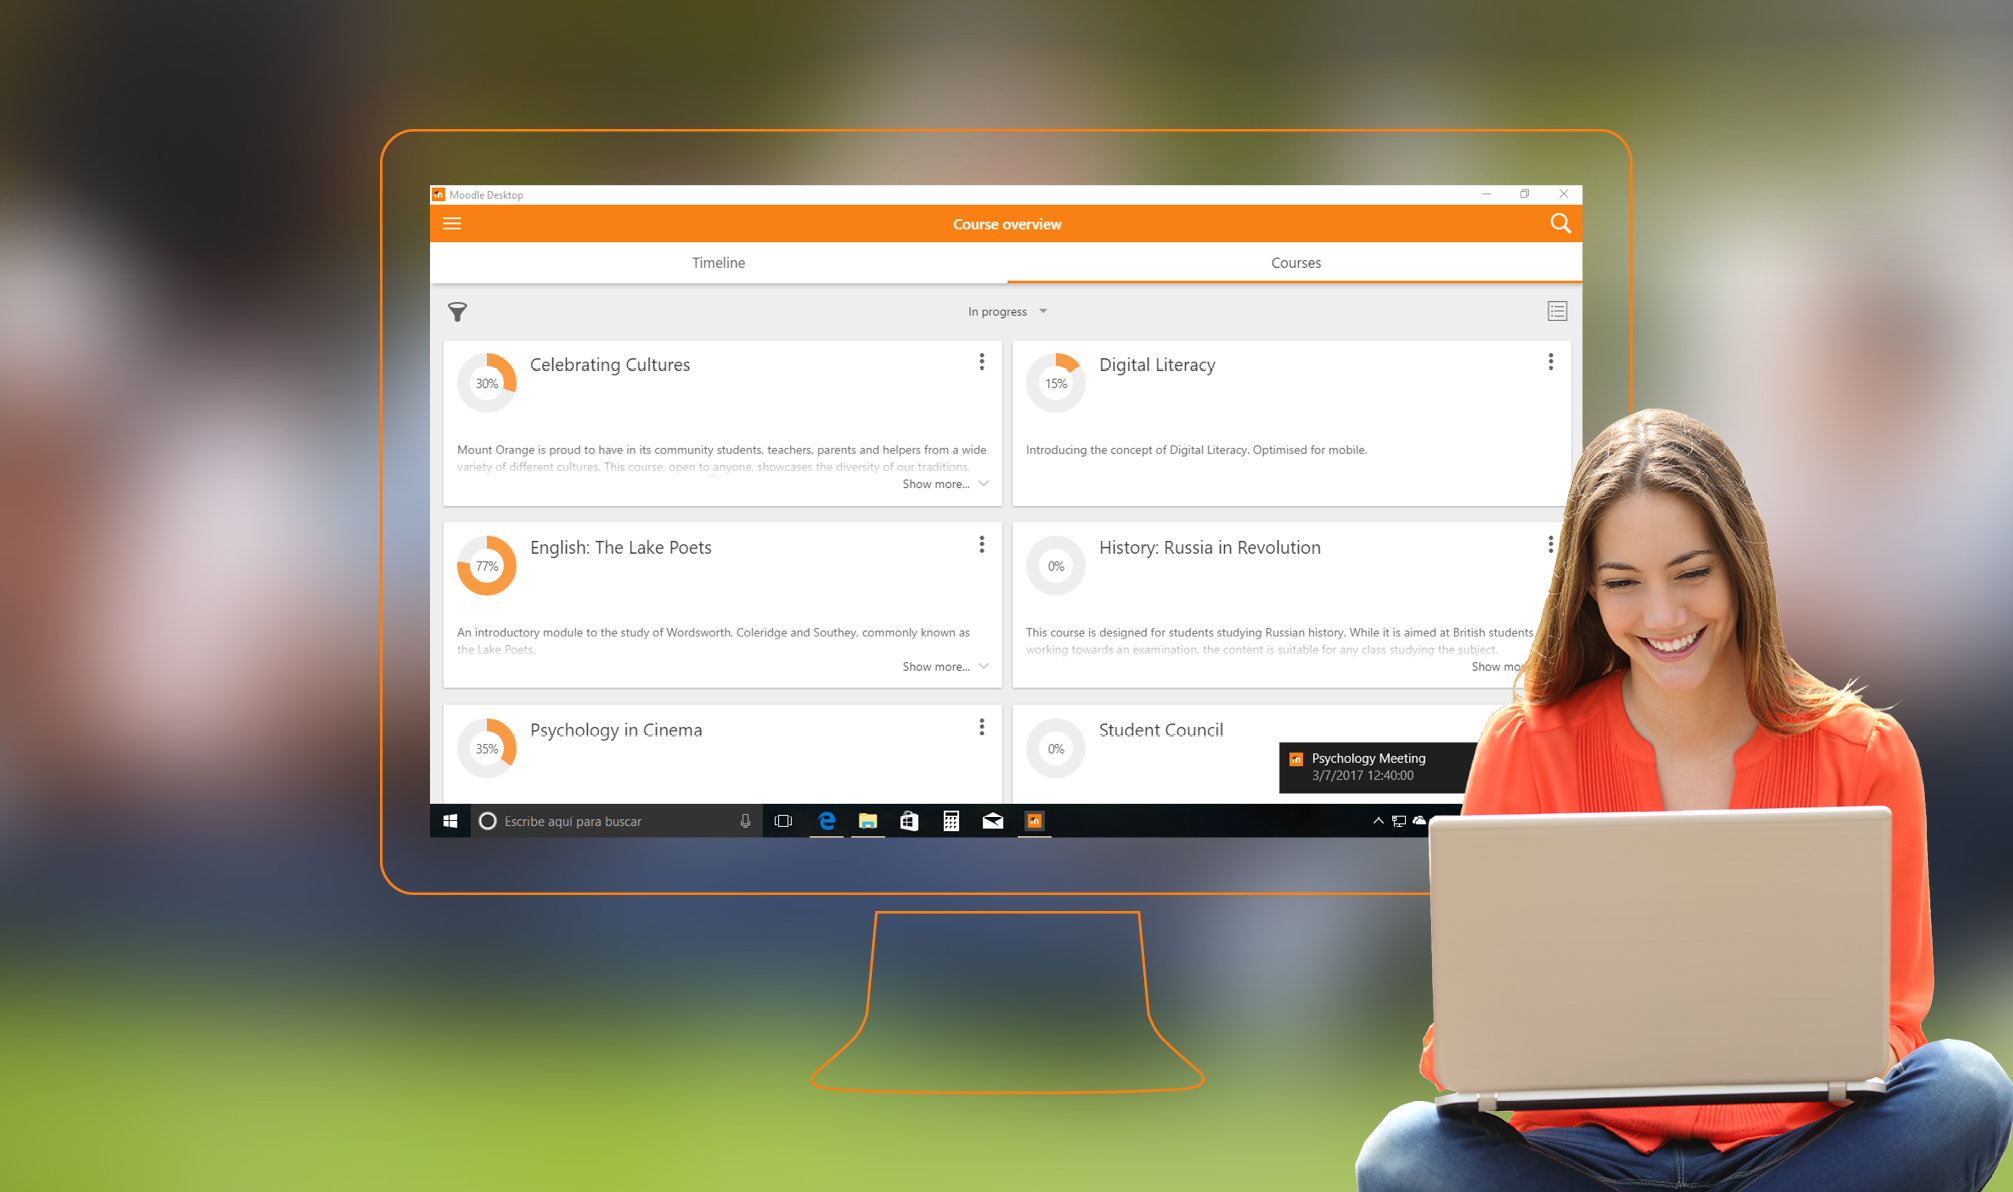 Moodle Desktop
Course overview
Timeline
Courses
In progress
30%
Celebrating Cultures
Mount Orange is proud to have in its community students, teachers, parents and helpers from a wide
variety of different cultures. This course, open to anyone, showcases the diversity of our traditions,
Show more...
15%
Digital Literacy
Introducing the concept of Digital Literacy. Optimised for mobile.
77%
English: The Lake Poets
An introductory module to the study of Wordsworth, Coleridge and Southey, commonly known as
the Lake Poets.
Show more...
0%
History: Russia in Revolution
This course is designed for students studying Russian history. While it is aimed at British students
working towards an examination, the content is suitable for any class studying the subject.
Show mo
35%
Psychology in Cinema
0%
Student Council
Psychology Meeting
3/7/2017 12:40:00
Escribe aquí para buscar